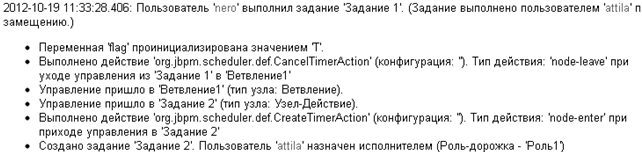 2012-10-19 11:33:28.406: Пользователь 'nero' выполнил задание 'Задание 1'. (Задание выполнено пользователем 'attila' п
замещению.)
Переменная 'flag' проинициализирована значением 'T'.
Выполнено действие 'org.jbpm.scheduler.def.CancelTimerAction' (конфигурация: ''). Тип действия: 'node-leave' при
уходе управления из 'Задание 1' в 'Ветвление1'
Управление пришло в 'Ветвление1' (тип узла: Ветвление).
Управление пришло в 'Задание 2' (тип узла: Узел-Действие).
Выполнено действие 'org.jbpm.scheduler.def.CreateTimerAction' (конфигурация: ''). Тип действия: 'node-enter' при
приходе управления в 'Задание 2'
Создано задание 'Задание 2'. Пользователь 'attila' назначен исполнителем (Роль-дорожка - 'Роль1')